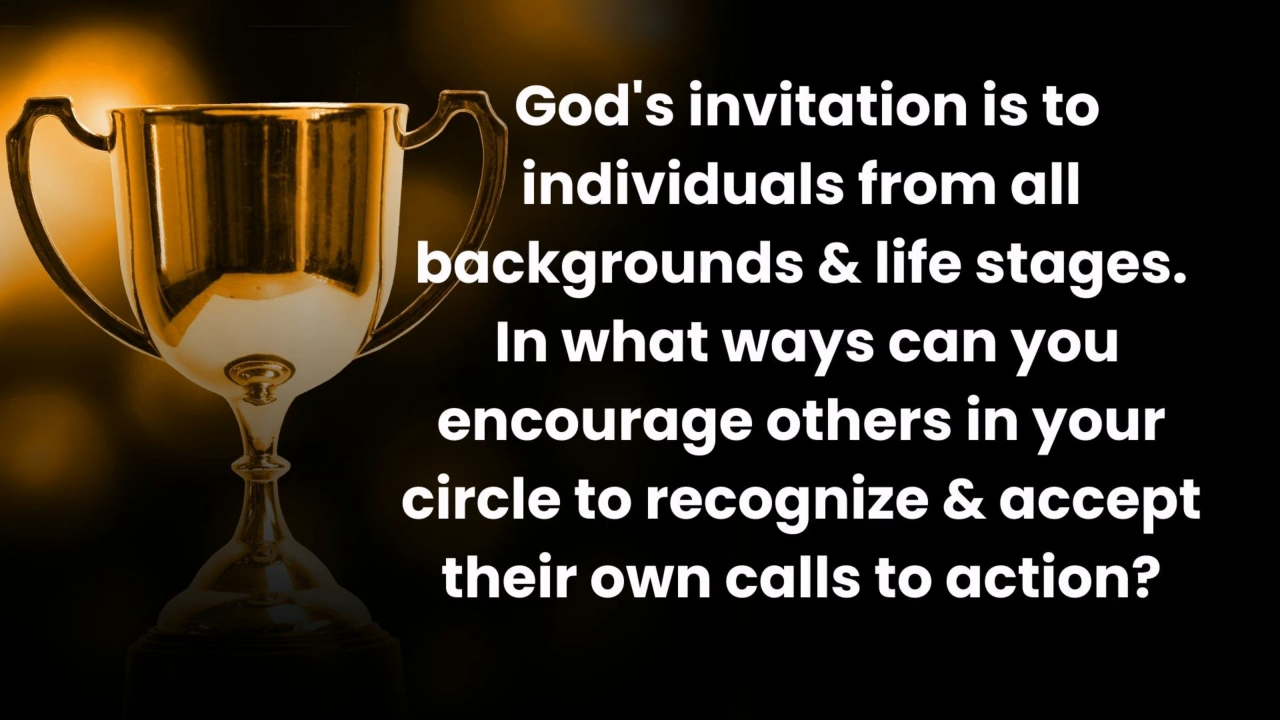 God's invitation is to
individuals from all
backgrounds & life stages.
In what ways can you
encourage others in your
circle to recognize & accept
their own calls to action?